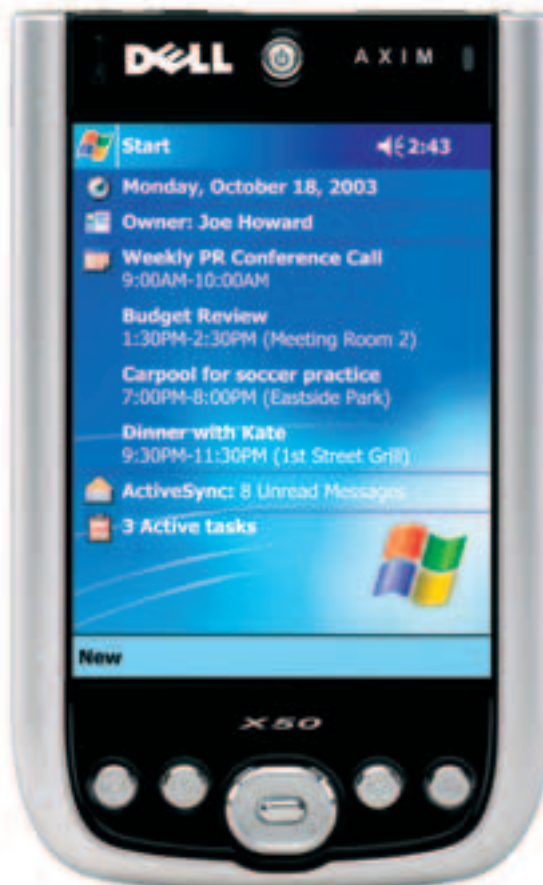 DELL AXIM
Start 2:43
Monday, October 18, 2003
Owner: Joe Howard
Weekly PR Conference Call
9:00AM-10:00AM
Budget Review
1:30PM-2:30PM (Meeting Room 2)
Carpool for soccer practice
7:00PM-8:00PM (Eastside Park)
Dinner with Kate
9:30PM-11:30PM (1st Street Grill)
ActiveSync: 8 Unread Messages
3 Active tasks
New
X50